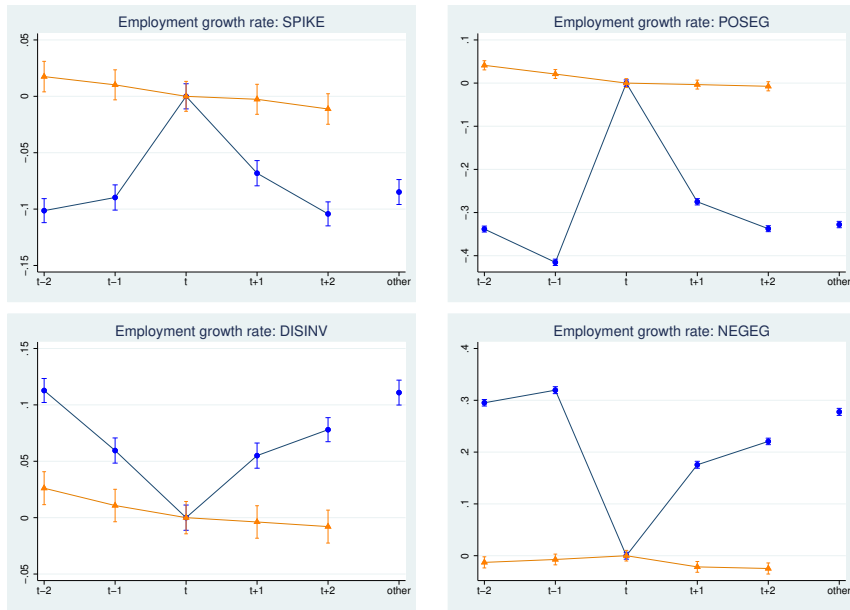 Employment growth rate: SPIKE
.05
0
−.05
−.1
−.15
t−2 t−1 t t+1 t+2 other
Employment growth rate: POSEG
.1
0
−.1
−.2
−.3
−.4
t−2 t−1 t t+1 t+2 other
Employment growth rate: DISINV
.15
.1
.05
0
−.05
t−2 t−1 t t+1 t+2 other
Employment growth rate: NEGEG
.4
.3
.2
.1
0
t−2 t−1 t t+1 t+2 other